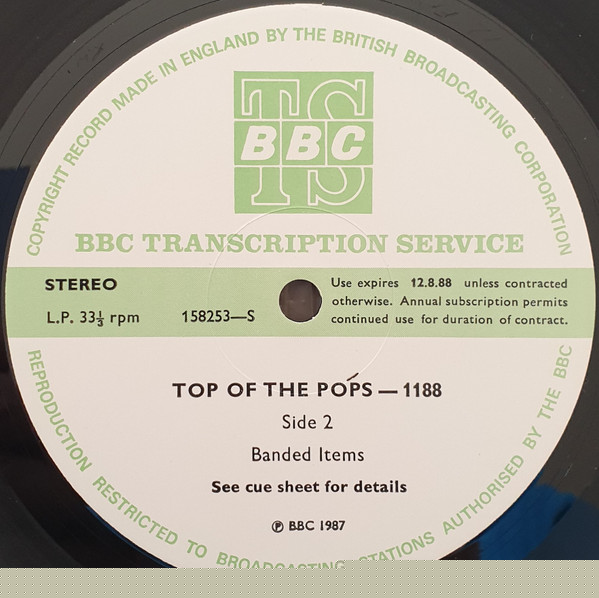 COPYRIGHT RECORD MADE IN ENGLAND BY THE BRITISH BROADCASTING CORPORATION
TS
BBC
BBC TRANSCRIPTION SERVICE
STEREO
L.P. 33⅓ rpm
158253—S
Use expires 12.8.88 unless contracted
otherwise. Annual subscription permits
continued use for duration of contract.
TOP OF THE POPS — 1188
Side 2
Banded Items
See cue sheet for details
℗ BBC 1987
REPRODUCTION RESTRICTED TO BROADCASTING STATIONS AUTHORISED BY THE BBC